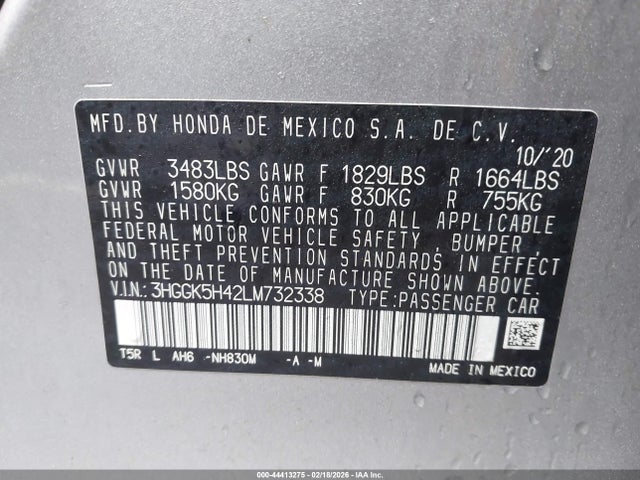 MFD.BY HONDA DE MEXICO S.A. DE C.V.
10/'20
GVWR 3483LBS GAWR F 1829LBS R 1664LBS
GVWR 1580KG GAWR F 830KG R 755KG
THIS VEHICLE CONFORMS TO ALL APPLICABLE
FEDERAL MOTOR VEHICLE SAFETY , BUMPER ,
AND THEFT PREVENTION STANDARDS IN EFFECT
ON THE DATE OF MANUFACTURE SHOWN ABOVE.
V.I.N.:3HGGK5H42LM732338 TYPE:PASSENGER CAR
T5R L AH6 -NH830M -A -M
MADE IN MEXICO
000-44413275 - 02/18/2026 - IAAI.com